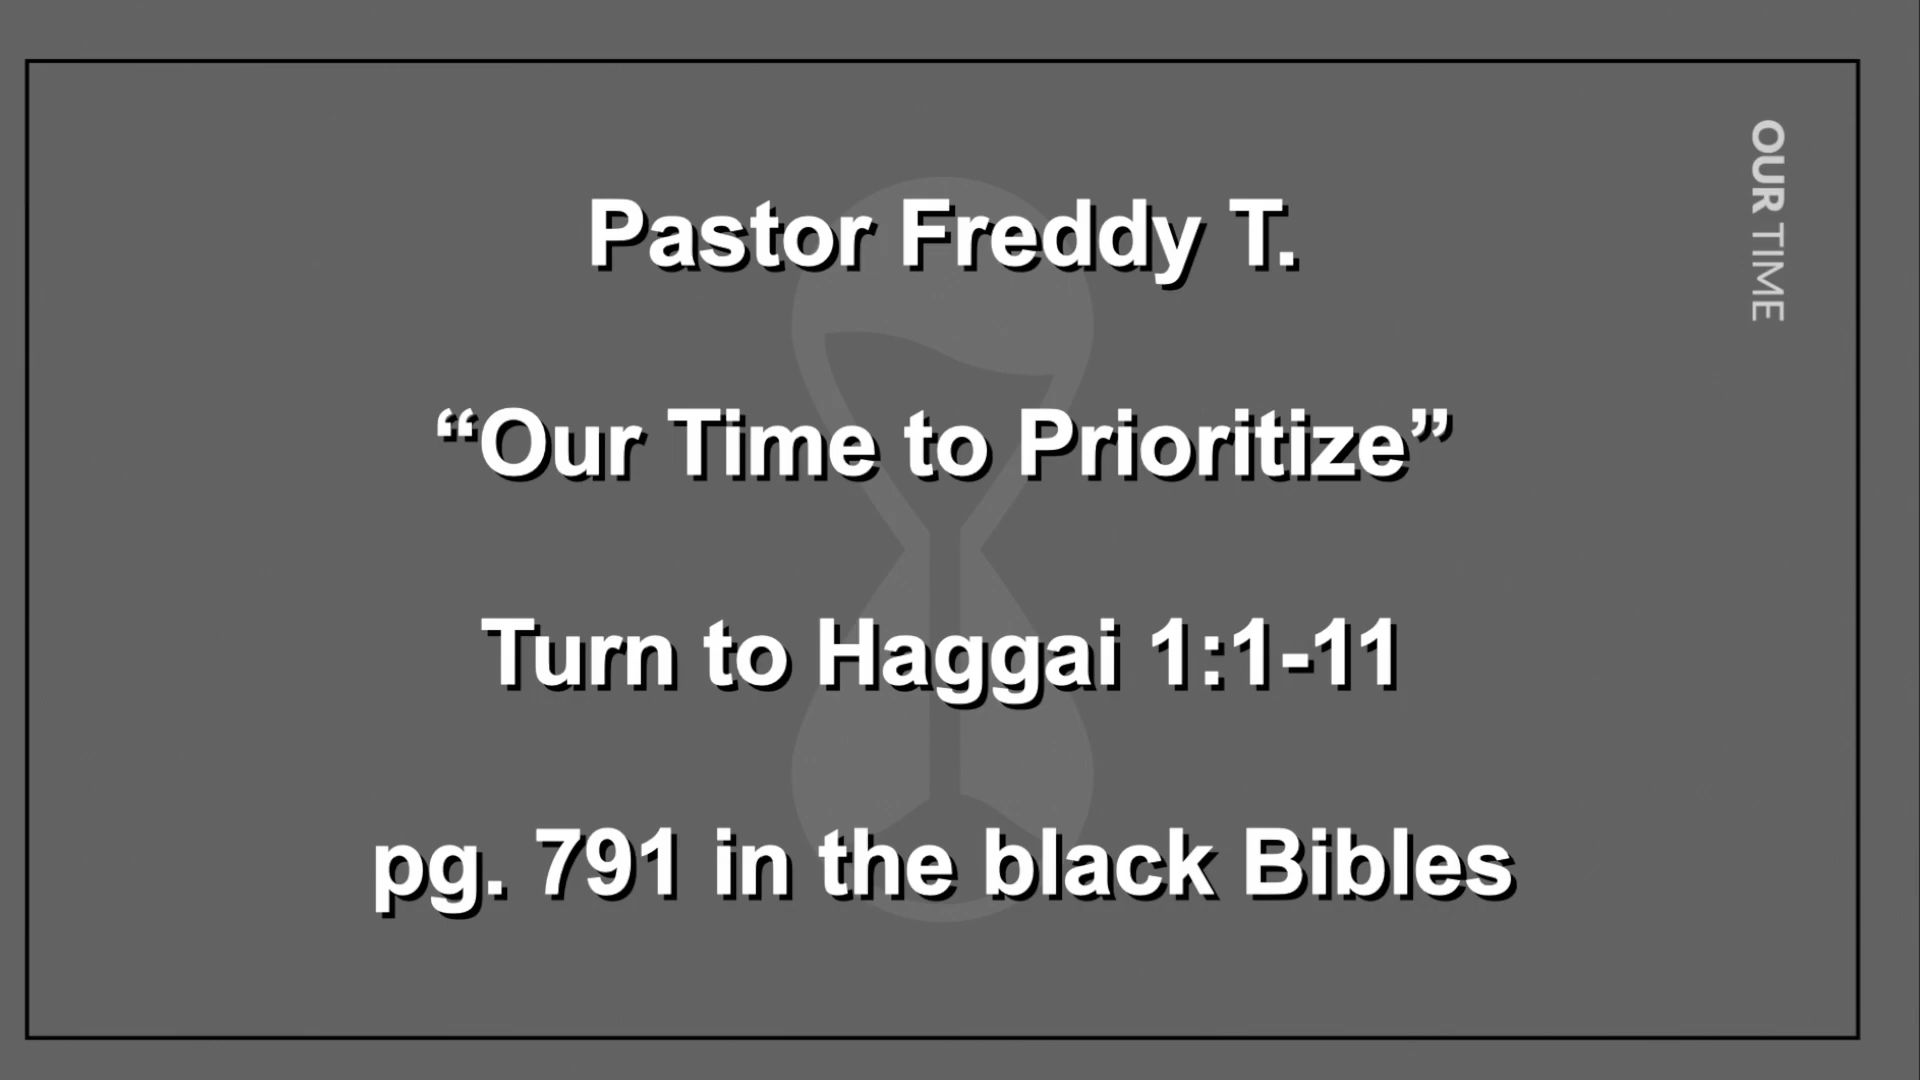 OUR TIME
Pastor Freddy T.
“Our Time to Prioritize”
Turn to Haggai 1:1-11
pg. 791 in the black Bibles